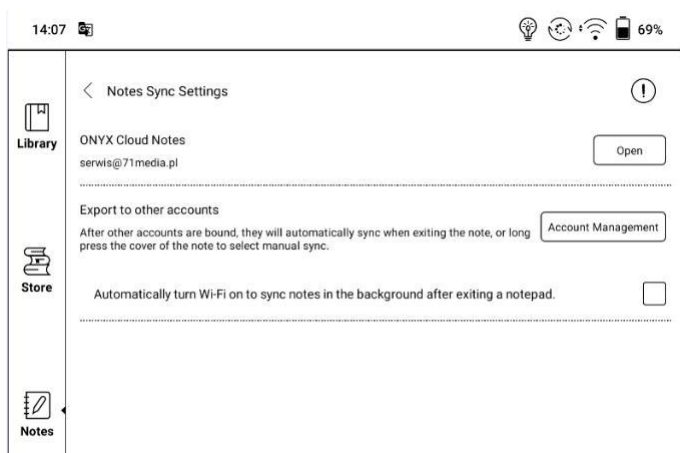 14:07
69%
Notes Sync Settings
Library
ONYX Cloud Notes
serwis@71media.pl
Open
Export to other accounts
After other accounts are bound, they will automatically sync when exiting the note, or long
press the cover of the note to select manual sync.
Account Management
Store
Automatically turn Wi-Fi on to sync notes in the background after exiting a notepad.
Notes